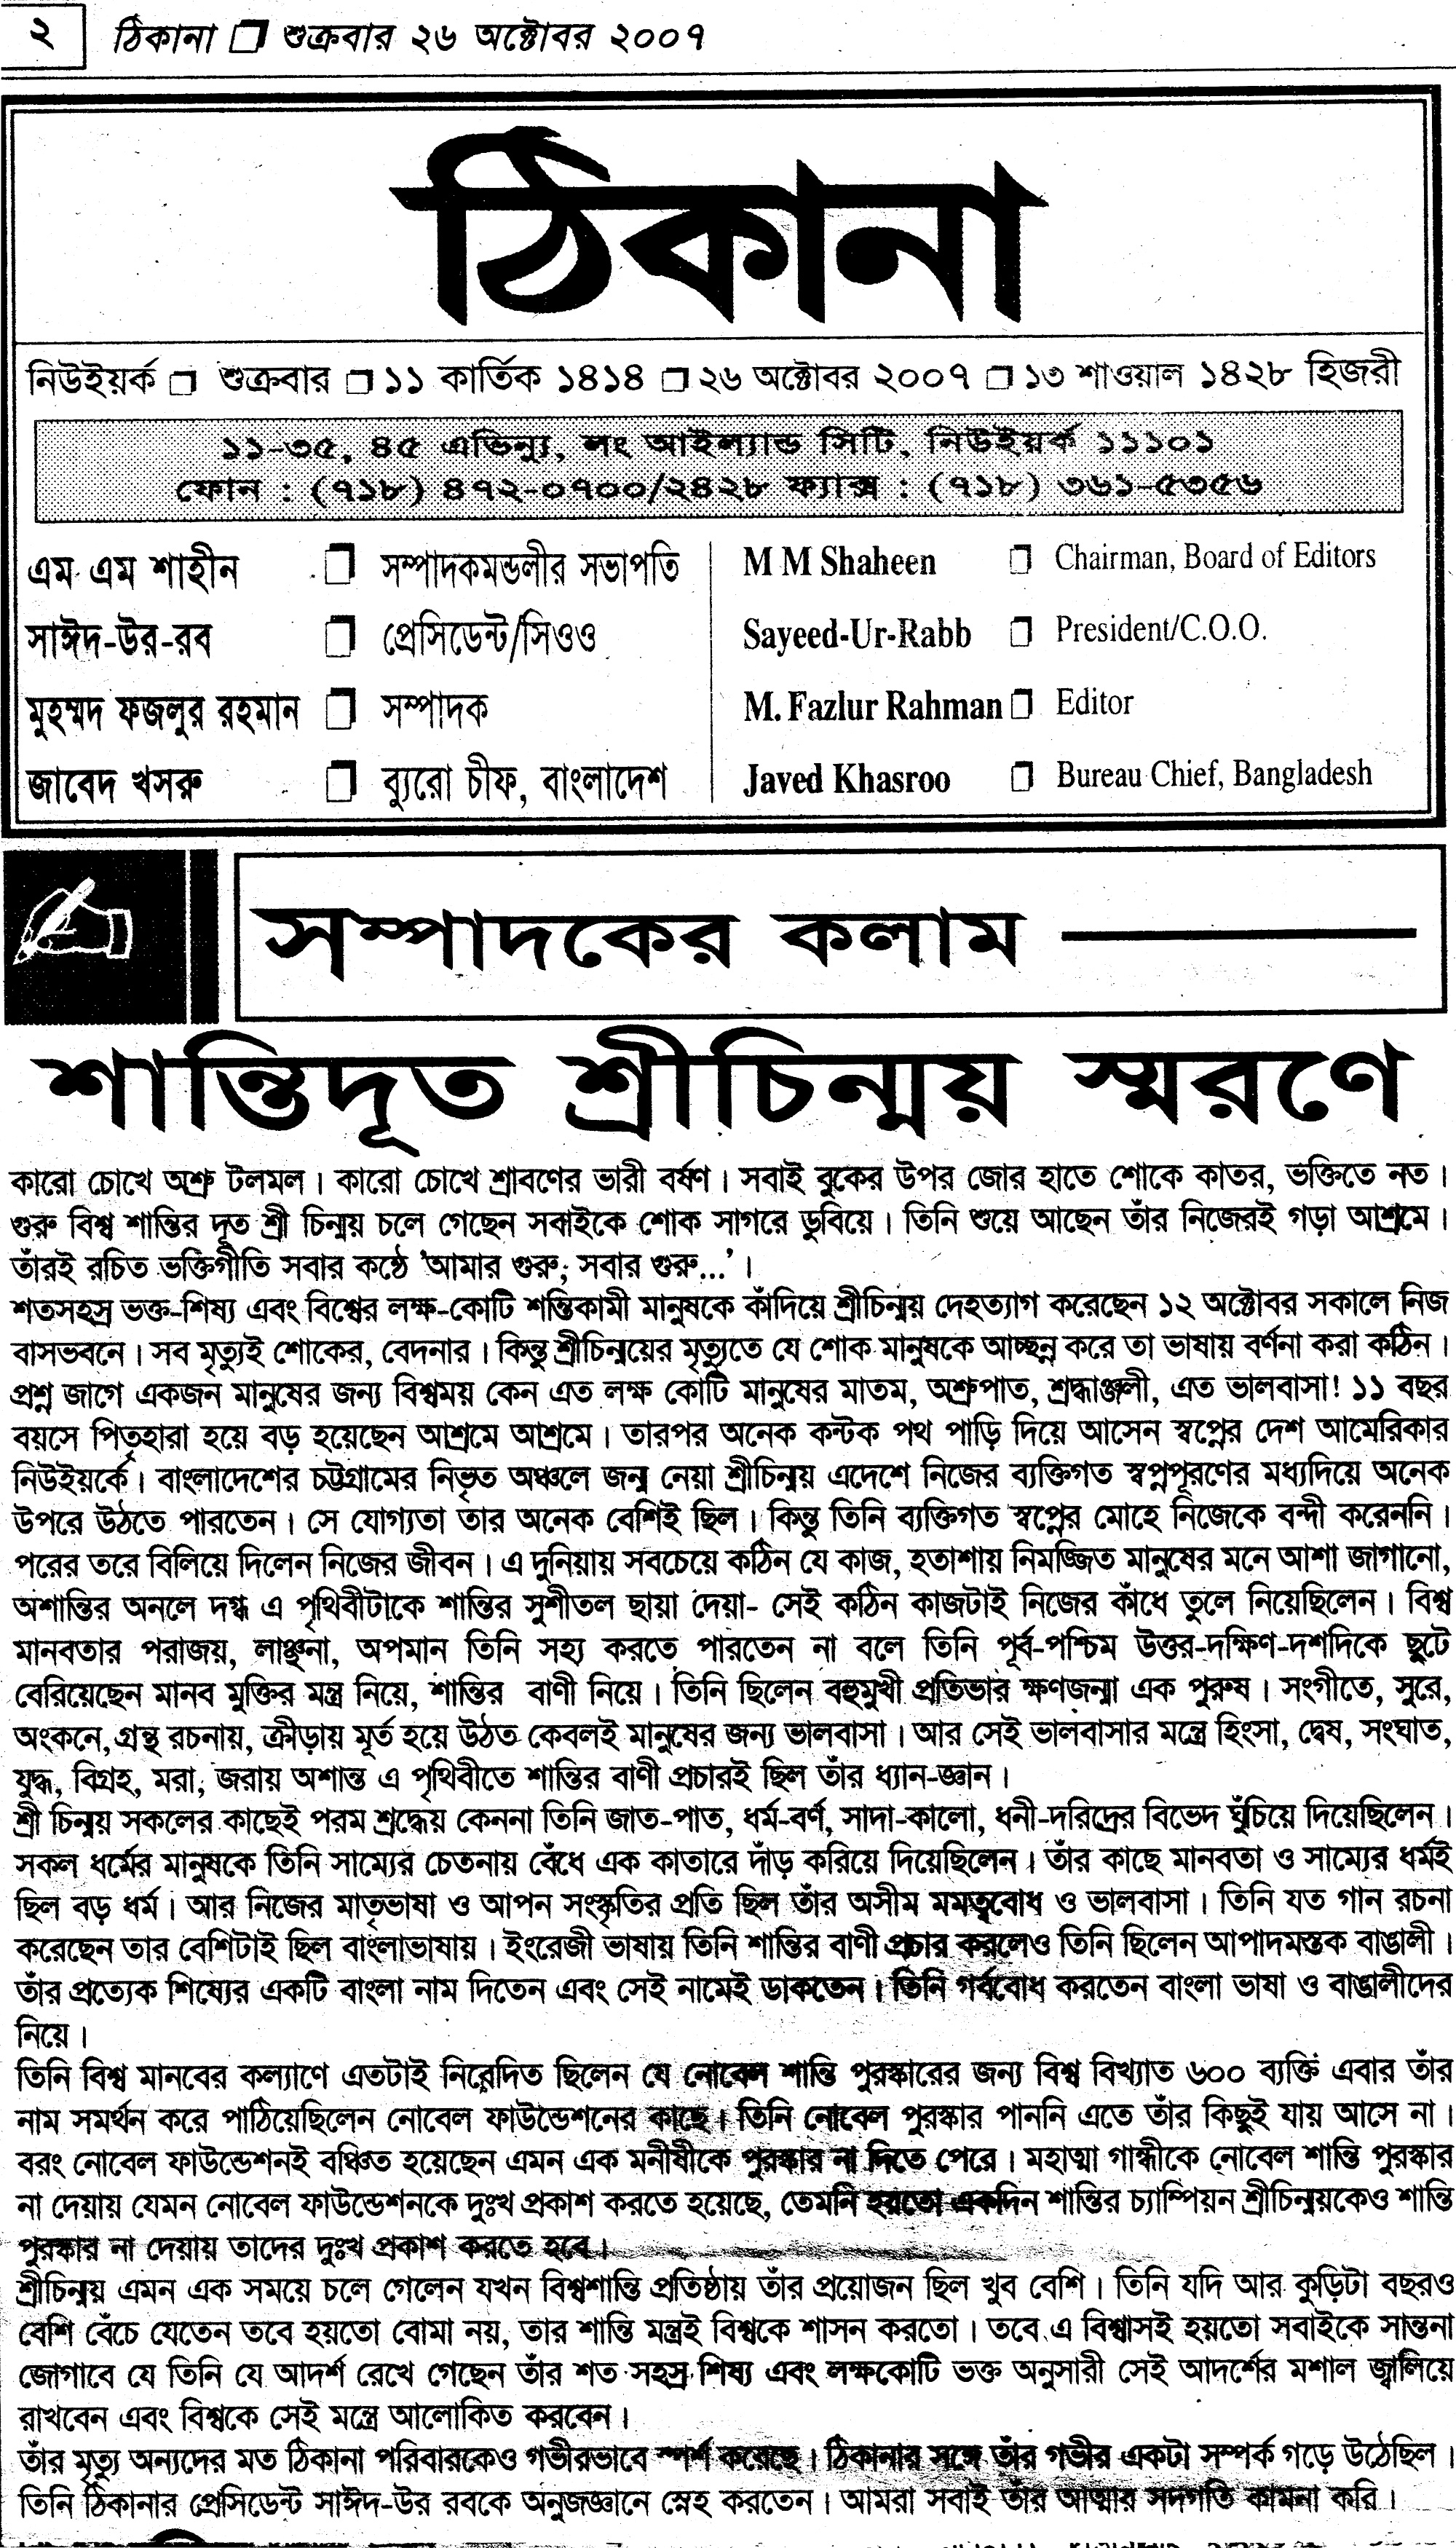 ২
ঠিকানা ❒ শুক্রবার ২৬ অক্টোবর ২০০৭
ঠিকানা
নিউইয়র্ক ❒ শুক্রবার ❒ ১১ কার্তিক ১৪১৪ ❒ ২৬ অক্টোবর ২০০৭ ❒ ১৩ শাওয়াল ১৪২৮ হিজরী
১১-৩৫, ৪৫ এভিন্যু, লং আইল্যান্ড সিটি, নিউইয়র্ক ১১১০১
ফোন : (৭১৮) ৪৭২-০৭০০/২৪২৮ ফ্যাক্স : (৭১৮) ৩৬১-৫৩৫৬
এম এম শাহীন ❒ সম্পাদকমন্ডলীর সভাপতি
সাঈদ-উর-রব ❒ প্রেসিডেন্ট/সিওও
মুহম্মদ ফজলুর রহমান ❒ সম্পাদক
জাবেদ খসরু ❒ ব্যুরো চীফ, বাংলাদেশ
M M Shaheen ❒ Chairman, Board of Editors
Sayeed-Ur-Rabb ❒ President/C.O.O.
M. Fazlur Rahman ❒ Editor
Javed Khasroo ❒ Bureau Chief, Bangladesh
সম্পাদকের কলাম
শান্তিদূত শ্রীচিন্ময় স্মরণে
কারো চোখে অশ্রু টলমল। কারো চোখে শ্রাবণের ভারী বর্ষণ। সবাই বুকের উপর জোর হাতে শোকে কাতর, ভক্তিতে নত।
গুরু বিশ্ব শান্তির দূত শ্রী চিন্ময় চলে গেছেন সবাইকে শোক সাগরে ডুবিয়ে। তিনি শুয়ে আছেন তাঁর নিজেরই গড়া আশ্রমে।
তাঁরই রচিত ভক্তিগীতি সবার কন্ঠে 'আমার গুরু, সবার গুরু...'।
শতসহস্র ভক্ত-শিষ্য এবং বিশ্বের লক্ষ-কোটি শন্তিকামী মানুষকে কাঁদিয়ে শ্রীচিন্ময় দেহত্যাগ করেছেন ১২ অক্টোবর সকালে নিজ
বাসভবনে। সব মৃত্যুই শোকের, বেদনার। কিন্তু শ্রীচিন্ময়ের মৃত্যুতে যে শোক মানুষকে আচ্ছন্ন করে তা ভাষায় বর্ণনা করা কঠিন।
প্রশ্ন জাগে একজন মানুষের জন্য বিশ্বময় কেন এত লক্ষ কোটি মানুষের মাতম, অশ্রুপাত, শ্রদ্ধাঞ্জলী, এত ভালবাসা! ১১ বছর
বয়সে পিতৃহারা হয়ে বড় হয়েছেন আশ্রমে আশ্রমে। তারপর অনেক কন্টক পথ পাড়ি দিয়ে আসেন স্বপ্নের দেশ আমেরিকার
নিউইয়র্কে। বাংলাদেশের চট্টগ্রামের নিভৃত অঞ্চলে জন্ম নেয়া শ্রীচিন্ময় এদেশে নিজের ব্যক্তিগত স্বপ্নপূরণের মধ্যদিয়ে অনেক
উপরে উঠতে পারতেন। সে যোগ্যতা তার অনেক বেশিই ছিল। কিন্তু তিনি ব্যক্তিগত স্বপ্নের মোহে নিজেকে বন্দী করেননি।
পরের তরে বিলিয়ে দিলেন নিজের জীবন। এ দুনিয়ায় সবচেয়ে কঠিন যে কাজ, হতাশায় নিমজ্জিত মানুষের মনে আশা জাগানো,
অশান্তির অনলে দগ্ধ এ পৃথিবীটাকে শান্তির সুশীতল ছায়া দেয়া- সেই কঠিন কাজটাই নিজের কাঁধে তুলে নিয়েছিলেন। বিশ্ব
মানবতার পরাজয়, লাঞ্ছনা, অপমান তিনি সহ্য করতে পারতেন না বলে তিনি পূর্ব-পশ্চিম উত্তর-দক্ষিণ-দশদিকে ছুটে
বেরিয়েছেন মানব মুক্তির মন্ত্র নিয়ে, শান্তির বাণী নিয়ে। তিনি ছিলেন বহুমুখী প্রতিভার ক্ষণজন্মা এক পুরুষ। সংগীতে, সুরে,
অংকনে, গ্রন্থ রচনায়, ক্রীড়ায় মূর্ত হয়ে উঠত কেবলই মানুষের জন্য ভালবাসা। আর সেই ভালবাসার মন্ত্রে হিংসা, দ্বেষ, সংঘাত,
যুদ্ধ, বিগ্রহ, মরা, জরায় অশান্ত এ পৃথিবীতে শান্তির বাণী প্রচারই ছিল তাঁর ধ্যান-জ্ঞান।
শ্রী চিন্ময় সকলের কাছেই পরম শ্রদ্ধেয় কেননা তিনি জাত-পাত, ধর্ম-বর্ণ, সাদা-কালো, ধনী-দরিদ্রের বিভেদ ঘুঁচিয়ে দিয়েছিলেন।
সকল ধর্মের মানুষকে তিনি সাম্যের চেতনায় বেঁধে এক কাতারে দাঁড় করিয়ে দিয়েছিলেন। তাঁর কাছে মানবতা ও সাম্যের ধর্মই
ছিল বড় ধর্ম। আর নিজের মাতৃভাষা ও আপন সংস্কৃতির প্রতি ছিল তাঁর অসীম মমত্ববোধ ও ভালবাসা। তিনি যত গান রচনা
করেছেন তার বেশিটাই ছিল বাংলাভাষায়। ইংরেজী ভাষায় তিনি শান্তির বাণী প্রচার করলেও তিনি ছিলেন আপাদমস্তক বাঙালী।
তাঁর প্রত্যেক শিষ্যের একটি বাংলা নাম দিতেন এবং সেই নামেই ডাকতেন। তিনি গর্ববোধ করতেন বাংলা ভাষা ও বাঙালীদের
নিয়ে।
তিনি বিশ্ব মানবের কল্যাণে এতটাই নিবেদিত ছিলেন যে নোবেল শান্তি পুরস্কারের জন্য বিশ্ব বিখ্যাত ৬০০ ব্যক্তি এবার তাঁর
নাম সমর্থন করে পাঠিয়েছিলেন নোবেল ফাউন্ডেশনের কাছে। তিনি নোবেল পুরস্কার পাননি এতে তাঁর কিছুই যায় আসে না।
বরং নোবেল ফাউন্ডেশনই বঞ্চিত হয়েছেন এমন এক মনীষীকে পুরস্কার না দিতে পেরে। মহাত্মা গান্ধীকে নোবেল শান্তি পুরস্কার
না দেয়ায় যেমন নোবেল ফাউন্ডেশনকে দুঃখ প্রকাশ করতে হয়েছে, তেমনি হয়তো একদিন শান্তির চ্যাম্পিয়ন শ্রীচিন্ময়কেও শান্তি
পুরস্কার না দেয়ায় তাদের দুঃখ প্রকাশ করতে হবে।
শ্রীচিন্ময় এমন এক সময়ে চলে গেলেন যখন বিশ্বশান্তি প্রতিষ্ঠায় তাঁর প্রয়োজন ছিল খুব বেশি। তিনি যদি আর কুড়িটা বছরও
বেশি বেঁচে যেতেন তবে হয়তো বোমা নয়, তার শান্তি মন্ত্রই বিশ্বকে শাসন করতো। তবে এ বিশ্বাসই হয়তো সবাইকে সান্তনা
জোগাবে যে তিনি যে আদর্শ রেখে গেছেন তাঁর শত সহস্র শিষ্য এবং লক্ষকোটি ভক্ত অনুসারী সেই আদর্শের মশাল জ্বালিয়ে
রাখবেন এবং বিশ্বকে সেই মন্ত্রে আলোকিত করবেন।
তাঁর মৃত্যু অন্যদের মত ঠিকানা পরিবারকেও গভীরভাবে স্পর্শ করেছে। ঠিকানার সঙ্গে তাঁর গভীর একটা সম্পর্ক গড়ে উঠেছিল।
তিনি ঠিকানার প্রেসিডেন্ট সাঈদ-উর রবকে অনুজজ্ঞানে স্নেহ করতেন। আমরা সবাই তাঁর আত্মার সদগতি কামনা করি।